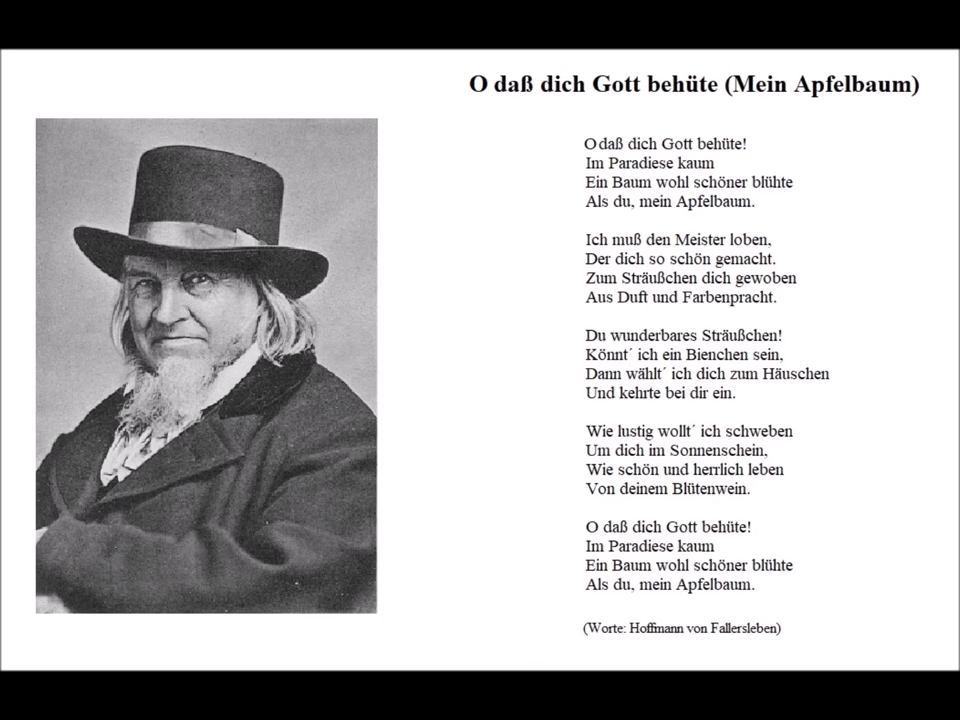 O daß dich Gott behüte (Mein Apfelbaum)
O daß dich Gott behüte!
Im Paradiese kaum
Ein Baum wohl schöner blühte
Als du, mein Apfelbaum.
Ich muß den Meister loben,
Der dich so schön gemacht.
Zum Sträußchen dich gewoben
Aus Duft und Farbenpracht.
Du wunderbares Sträußchen!
Könnt´ ich ein Bienchen sein,
Dann wählt´ ich dich zum Häuschen
Und kehrte bei dir ein.
Wie lustig wollt´ ich schweben
Um dich im Sonnenschein,
Wie schön und herrlich leben
Von deinem Blütenwein.
O daß dich Gott behüte!
Im Paradiese kaum
Ein Baum wohl schöner blühte
Als du, mein Apfelbaum.
(Worte: Hoffmann von Fallersleben)